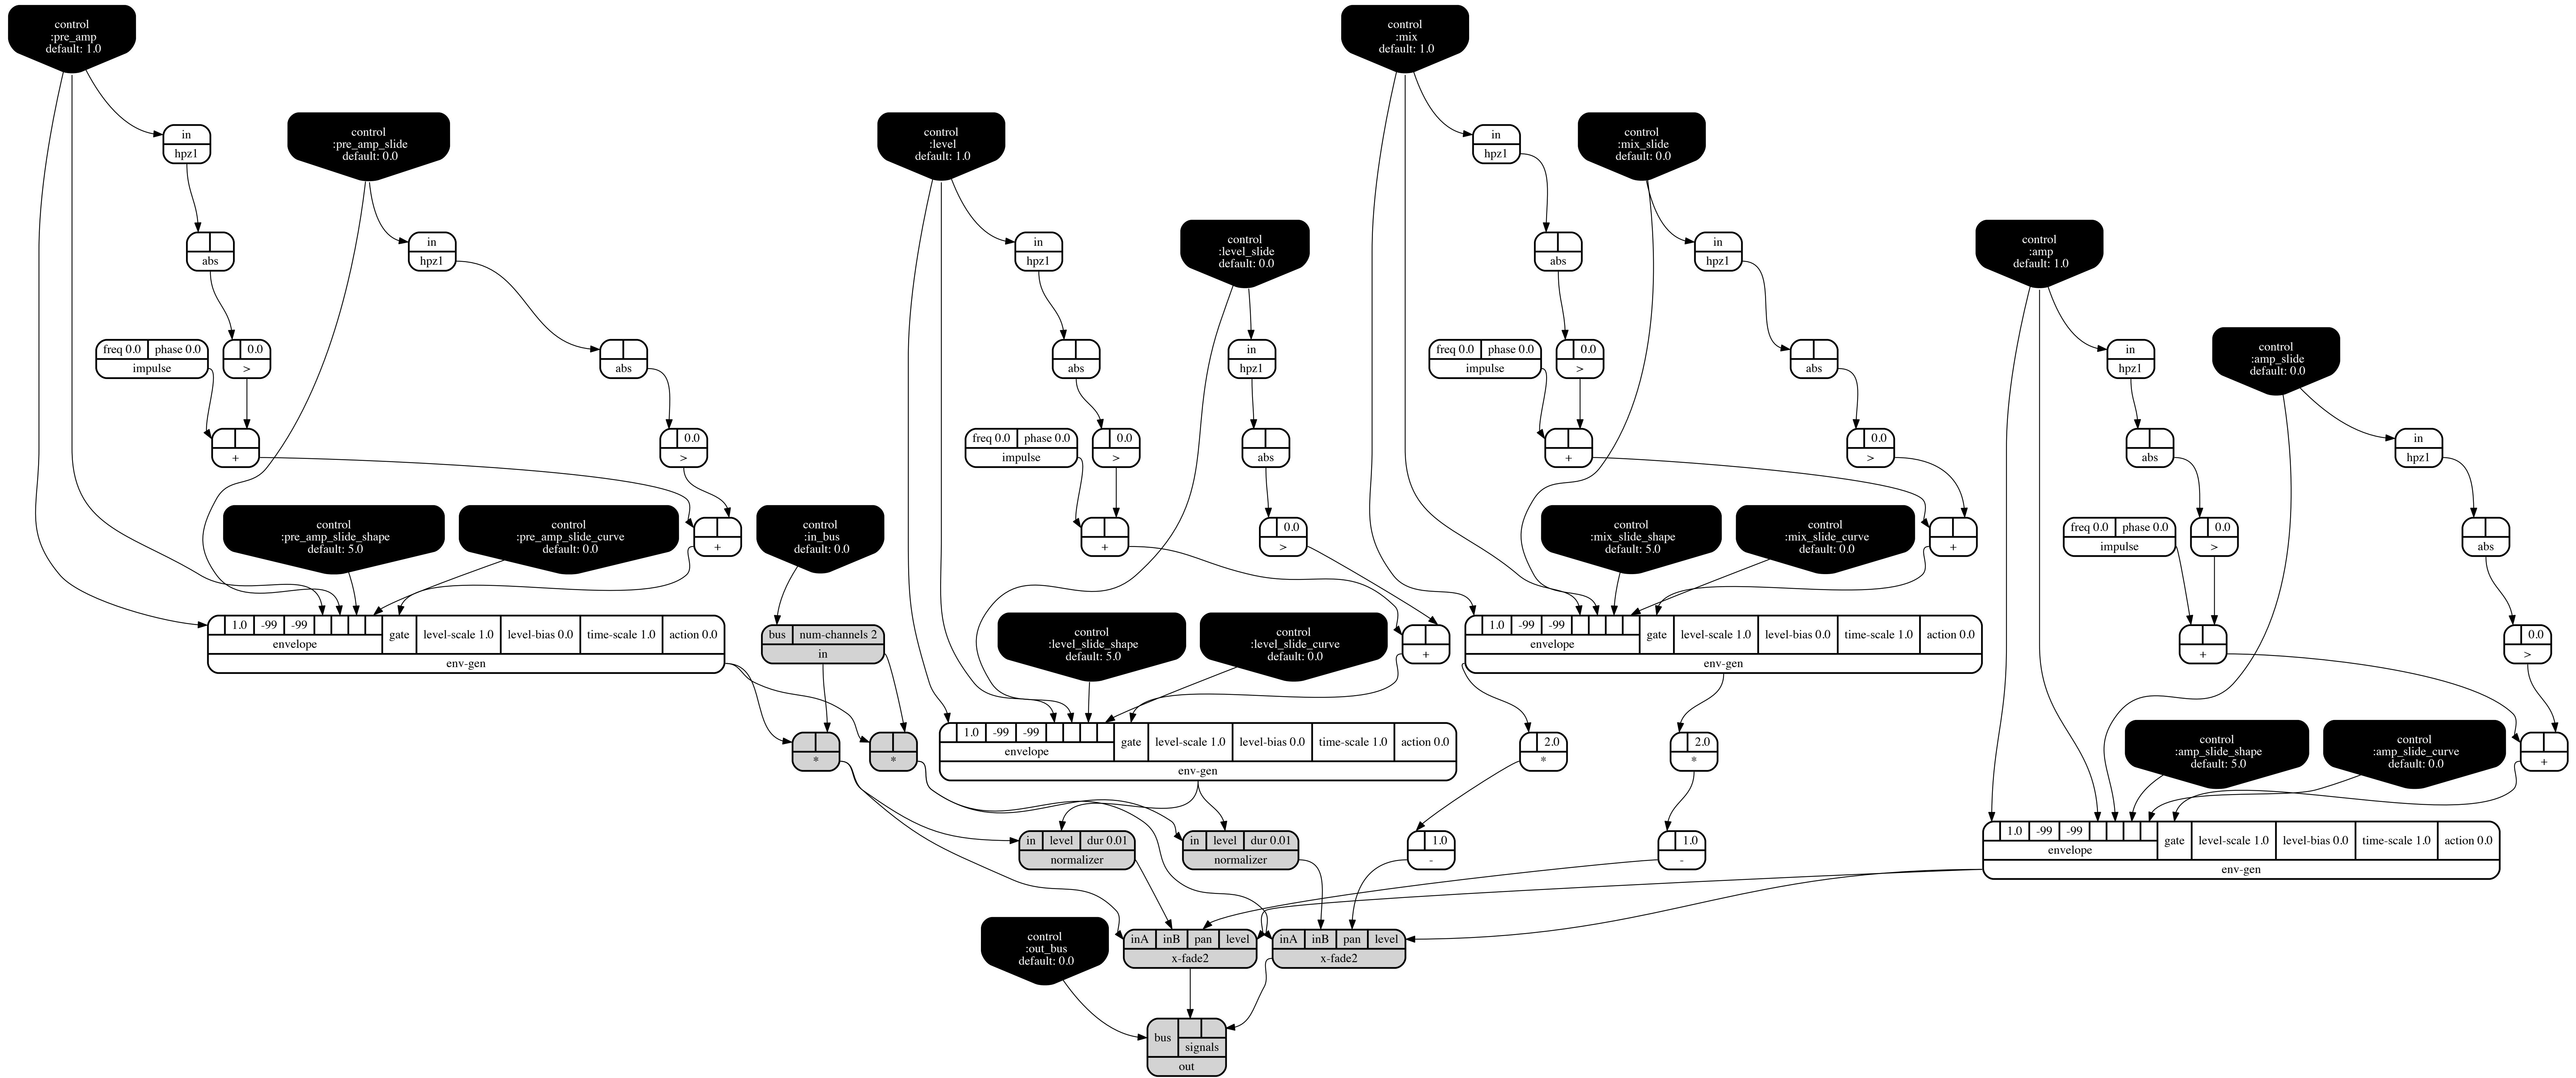 control
:pre_amp
default: 1.0
control
:mix
default: 1.0
in
hpz1
in
hpz1
control
:pre_amp_slide
default: 0.0
control
:level
default: 1.0
control
:mix_slide
default: 0.0
abs
in
hpz1
in
hpz1
control
:level_slide
default: 0.0
abs
in
hpz1
control
:amp
default: 1.0
freq 0.0 phase 0.0
impulse
0.0
>
abs
abs
in
hpz1
freq 0.0 phase 0.0
impulse
0.0
>
abs
in
hpz1
control
:amp_slide
default: 0.0
+
0.0
>
freq 0.0 phase 0.0
impulse
0.0
>
abs
+
0.0
>
abs
in
hpz1
control
:pre_amp_slide_shape
default: 5.0
control
:pre_amp_slide_curve
default: 0.0
+
control
:in_bus
default: 0.0
+
0.0
>
control
:mix_slide_shape
default: 5.0
control
:mix_slide_curve
default: 0.0
+
freq 0.0 phase 0.0
impulse
0.0
>
abs
1.0 -99 -99
envelope
gate level-scale 1.0 level-bias 0.0 time-scale 1.0 action 0.0
env-gen
bus num-channels 2
in
control
:level_slide_shape
default: 5.0
control
:level_slide_curve
default: 0.0
+
1.0 -99 -99
envelope
gate level-scale 1.0 level-bias 0.0 time-scale 1.0 action 0.0
env-gen
+
0.0
>
*
*
1.0 -99 -99
envelope
gate level-scale 1.0 level-bias 0.0 time-scale 1.0 action 0.0
env-gen
2.0
*
2.0
*
control
:amp_slide_shape
default: 5.0
control
:amp_slide_curve
default: 0.0
+
in level dur 0.01
normalizer
in level dur 0.01
normalizer
1.0
-
1.0
-
1.0 -99 -99
envelope
gate level-scale 1.0 level-bias 0.0 time-scale 1.0 action 0.0
env-gen
control
:out_bus
default: 0.0
inA inB pan level
x-fade2
inA inB pan level
x-fade2
bus
signals
out